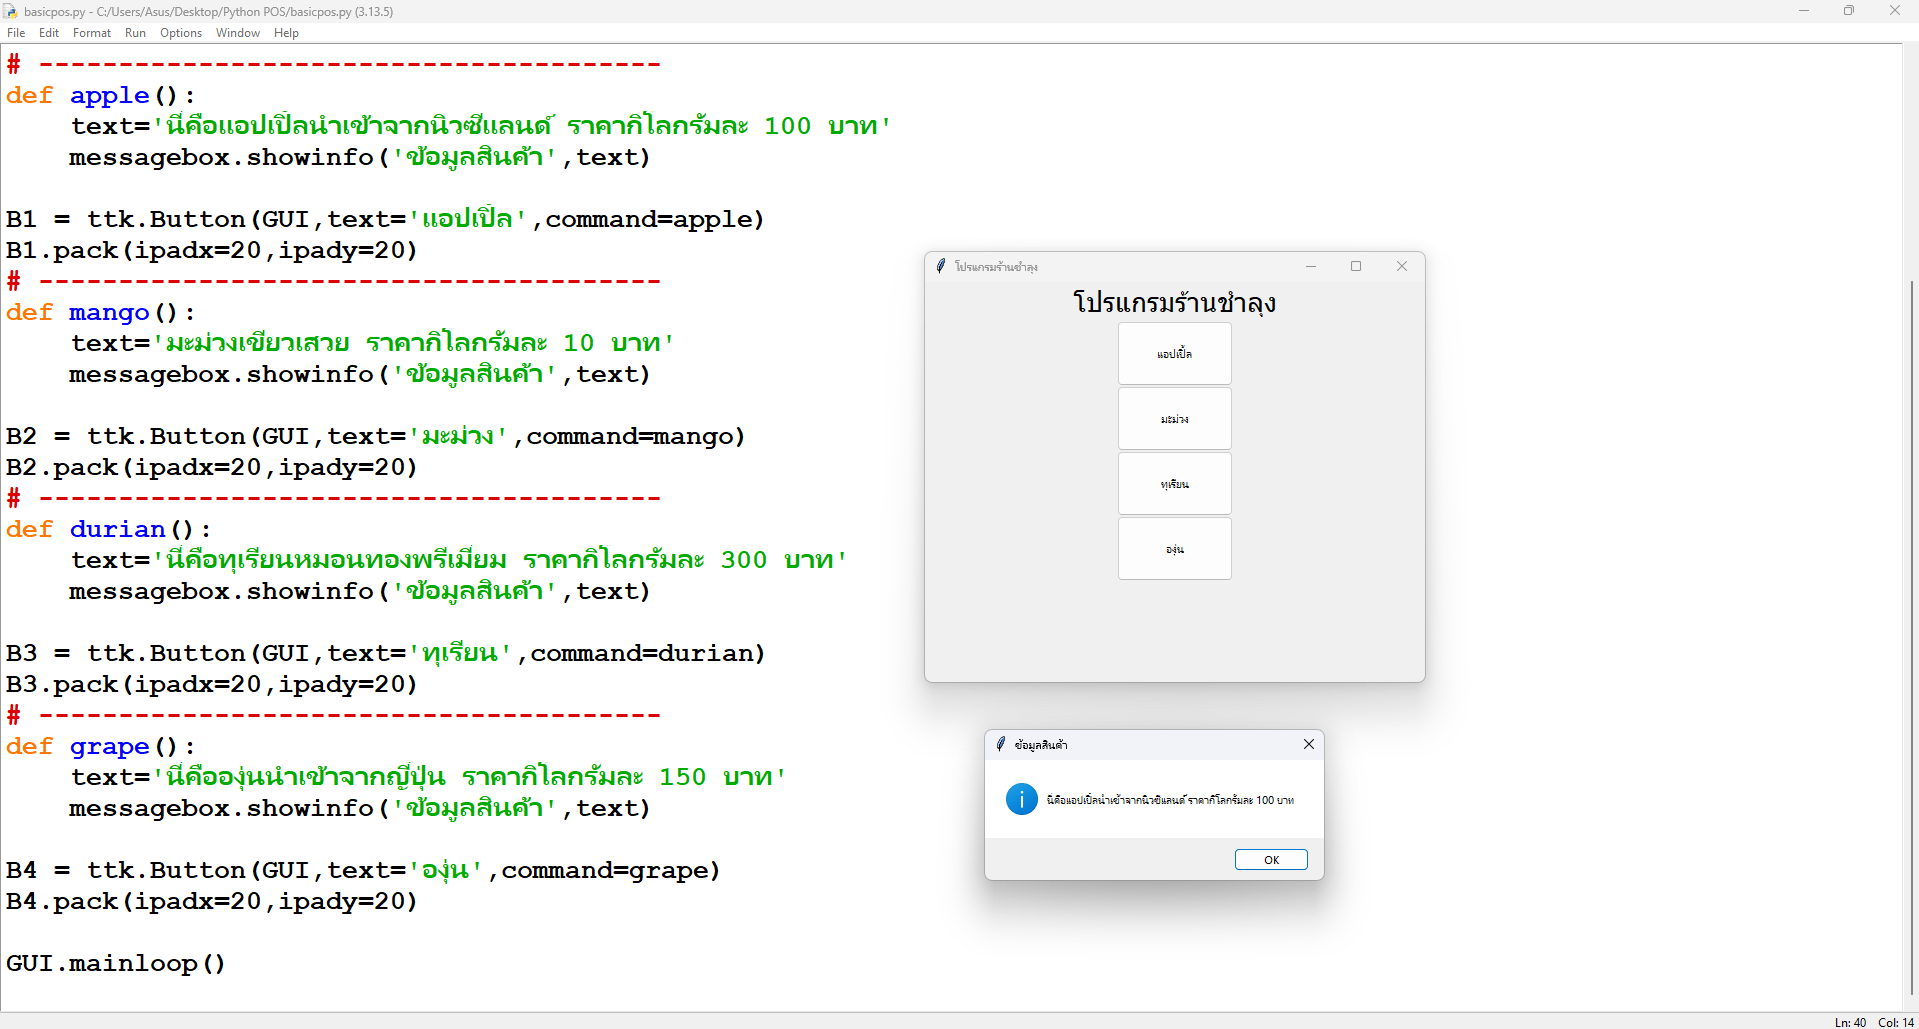 basicpos.py - C:/Users/Asus/Desktop/Python POS/basicpos.py (3.13.5)
File Edit Format Run Options Window Help
# ---------------------------------------
def apple():
    text='นี่คือแอปเปิ้ลนำเข้าจากนิวซีแลนด์ ราคากิโลกรัมละ 100 บาท'
    messagebox.showinfo('ข้อมูลสินค้า',text)
B1 = ttk.Button(GUI,text='แอปเปิ้ล',command=apple)
B1.pack(ipadx=20,ipady=20)
# ---------------------------------------
def mango():
    text='มะม่วงเขียวเสวย ราคากิโลกรัมละ 10 บาท'
    messagebox.showinfo('ข้อมูลสินค้า',text)
B2 = ttk.Button(GUI,text='มะม่วง',command=mango)
B2.pack(ipadx=20,ipady=20)
# ---------------------------------------
def durian():
    text='นี่คือทุเรียนหมอนทองพรีเมี่ยม ราคากิโลกรัมละ 300 บาท'
    messagebox.showinfo('ข้อมูลสินค้า',text)
B3 = ttk.Button(GUI,text='ทุเรียน',command=durian)
B3.pack(ipadx=20,ipady=20)
# ---------------------------------------
def grape():
    text='นี่คือองุ่นนำเข้าจากญี่ปุ่น ราคากิโลกรัมละ 150 บาท'
    messagebox.showinfo('ข้อมูลสินค้า',text)
B4 = ttk.Button(GUI,text='องุ่น',command=grape)
B4.pack(ipadx=20,ipady=20)
GUI.mainloop()
โปรแกรมร้านชำลุง
โปรแกรมร้านชำลุง
แอปเปิ้ล
มะม่วง
ทุเรียน
องุ่น
ข้อมูลสินค้า
นี่คือแอปเปิ้ลนำเข้าจากนิวซีแลนด์ ราคากิโลกรัมละ 100 บาท
OK
Ln: 40 Col: 14